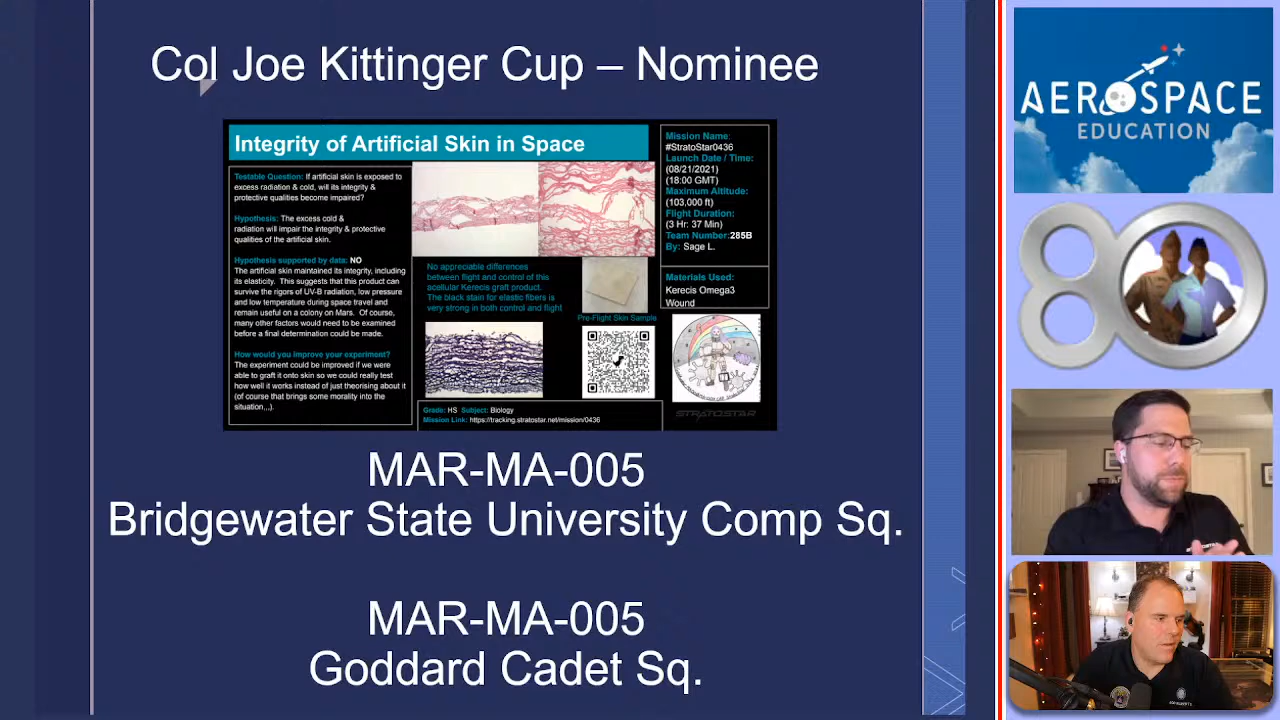 Col Joe Kittinger Cup – Nominee
Integrity of Artificial Skin in Space
Testable Question: If artificial skin is exposed to
excess radiation & cold, will its integrity &
protective qualities become impaired?
Hypothesis: The excess cold &
radiation will impair the integrity & protective
qualities of the artificial skin.
Hypothesis supported by data: NO
The artificial skin maintained its integrity, including
its elasticity. This suggests that this product can
survive the rigors of UV-B radiation, low pressure
and low temperature during space travel and
remain useful on a colony on Mars. Of course,
many other factors would need to be examined
before a final determination could be made.
How would you improve your experiment?
The experiment could be improved if we were
able to graft it onto skin so we could really test
how well it works instead of just theorising about it
(of course that brings some morality into the
situation,,,).
No appreciable differences
between flight and control of this
acellular Kerecis graft product.
The black stain for elastic fibers is
very strong in both control and flight
Pre-Flight Skin Sample
Grade: HS Subject: Biology
Mission Link: https://tracking.stratostar.net/mission/0436
Mission Name:
#StratoStar0436
Launch Date / Time:
(08/21/2021)
(18:00 GMT)
Maximum Altitude:
(103,000 ft)
Flight Duration:
(3 Hr: 37 Min)
Team Number:285B
By: Sage L.
Materials Used:
Kerecis Omega3
Wound
STRATOSTAR
MAR-MA-005
Bridgewater State University Comp Sq.
MAR-MA-005
Goddard Cadet Sq.
AEROSPACE
EDUCATION
80